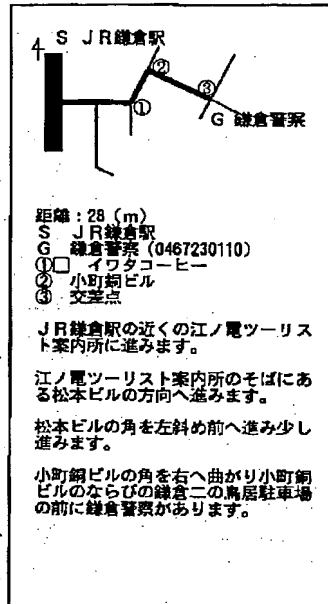 4
S JR鎌倉駅
②
③
①
G 鎌倉警察
距離:28(m)
S JR鎌倉駅
G 鎌倉警察(0467230110)
①□ イワタコーヒー
② 小町銅ビル
③ 交差点
JR鎌倉駅の近くの江ノ電ツーリス
ト案内所に進みます。
江ノ電ツーリスト案内所のそばにあ
る松本ビルの方向へ進みます。
松本ビルの角を左斜め前へ進み少し
進みます。
小町銅ビルの角を右へ曲がり小町銅
ビルのならびの鎌倉二の鳥居駐車場
の前に鎌倉警察があります。